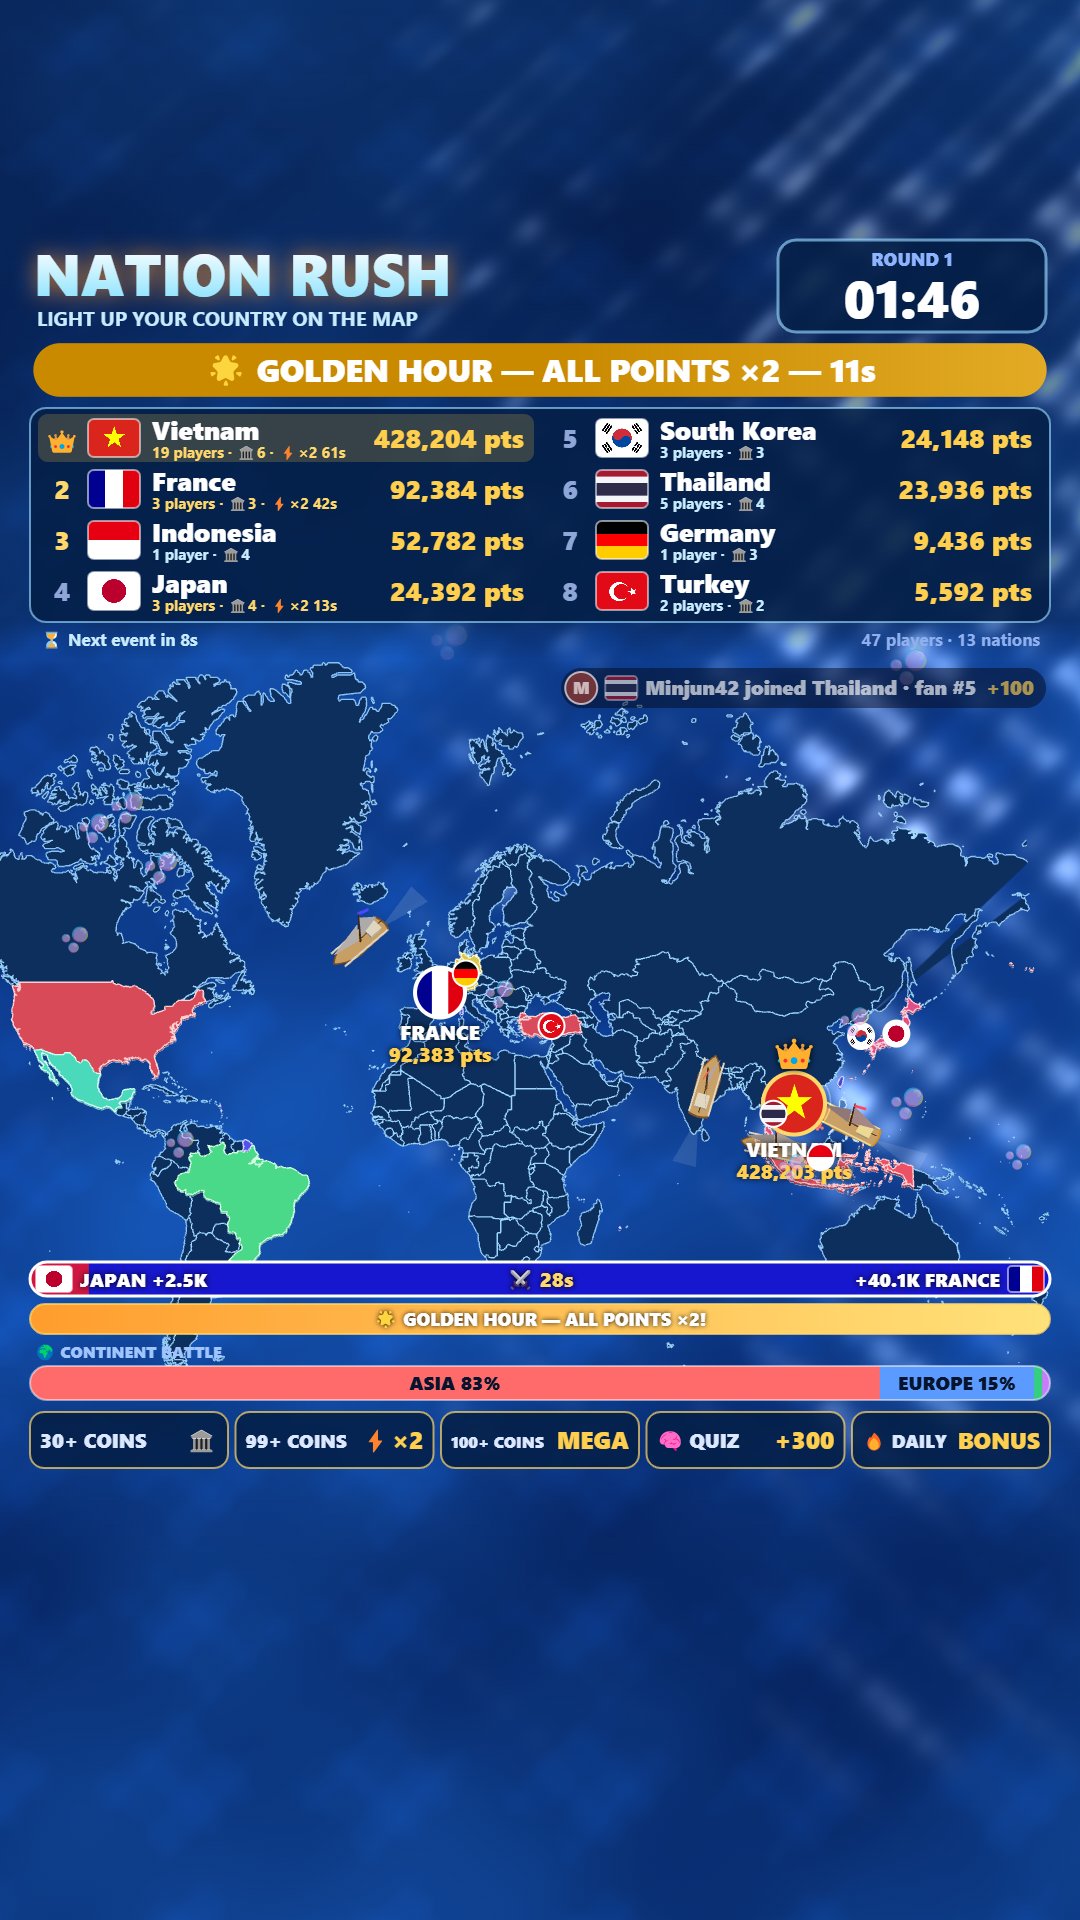 NATION RUSH
LIGHT UP YOUR COUNTRY ON THE MAP
ROUND 1
01:46
GOLDEN HOUR — ALL POINTS ×2 — 11s
Vietnam
19 players · 6 · ×2 61s
428,204 pts
2
France
3 players · 3 · ×2 42s
92,384 pts
3
Indonesia
1 player · 4
52,782 pts
4
Japan
3 players · 4 · ×2 13s
24,392 pts
5
South Korea
3 players · 3
24,148 pts
6
Thailand
5 players · 4
23,936 pts
7
Germany
1 player · 3
9,436 pts
8
Turkey
2 players · 2
5,592 pts
Next event in 8s
47 players · 13 nations
M Minjun42 joined Thailand · fan #5 +100
FRANCE
92,383 pts
VIETNAM
428,203 pts
JAPAN +2.5K
28s
+40.1K FRANCE
GOLDEN HOUR — ALL POINTS ×2!
CONTINENT BATTLE
ASIA 83%
EUROPE 15%
30+ COINS
99+ COINS ×2
100+ COINS MEGA
QUIZ +300
DAILY BONUS